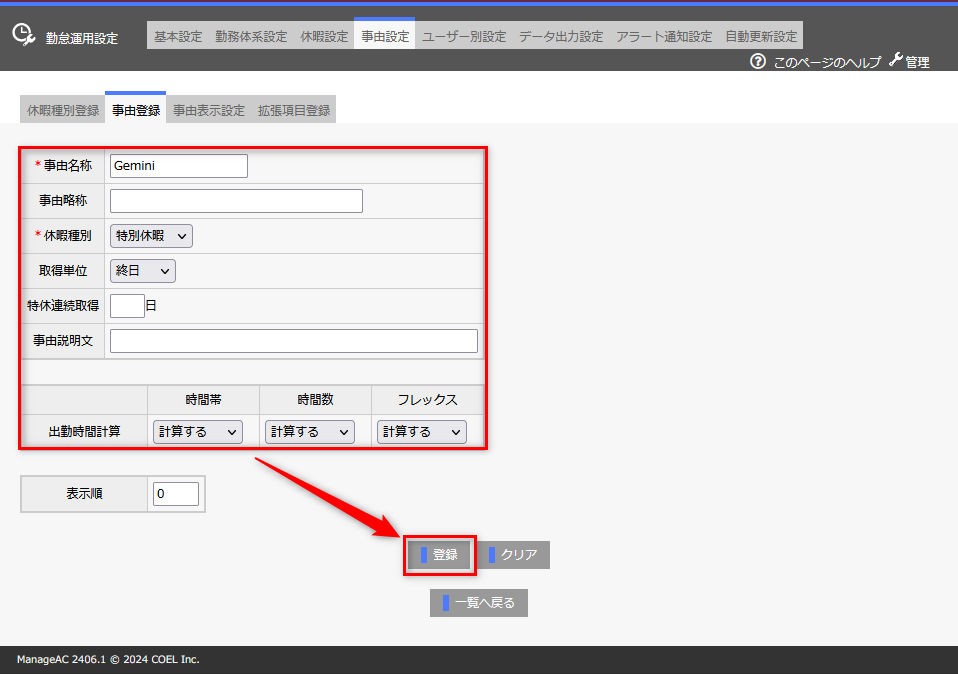 勤怠運用設定
基本設定 勤務体系設定 休暇設定 事由設定 ユーザー別設定 データ出力設定 アラート通知設定 自動更新設定
? このページのヘルプ 管理
休暇種別登録 事由登録 事由表示設定 拡張項目登録
*事由名称 Gemini
事由略称
*休暇種別 特別休暇
取得単位 終日
特休連続取得 日
事由説明文
時間帯 時間数 フレックス
出勤時間計算 計算する 計算する 計算する
表示順 0
登録 クリア
一覧へ戻る
ManageAC 2406.1 © 2024 COEL Inc.